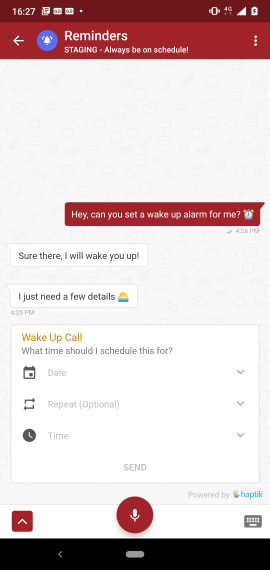 16:27
4G
Reminders
STAGING - Always be on schedule!
Hey, can you set a wake up alarm for me? ⏰
4:26 PM
Sure there, I will wake you up!
I just need a few details 🌅
4:26 PM
Wake Up Call
What time should I schedule this for?
Date
Repeat (Optional)
Time
SEND
Powered by haptik